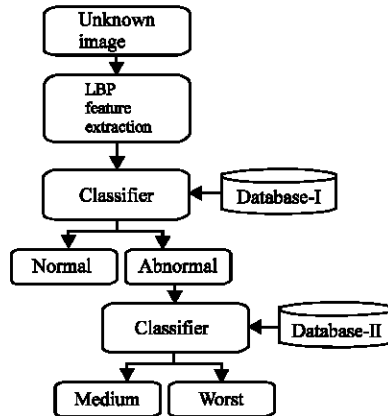 Unknown
image
LBP
feature
extraction
Classifier
Database-I
Normal
Abnormal
Classifier
Database-II
Medium
Worst